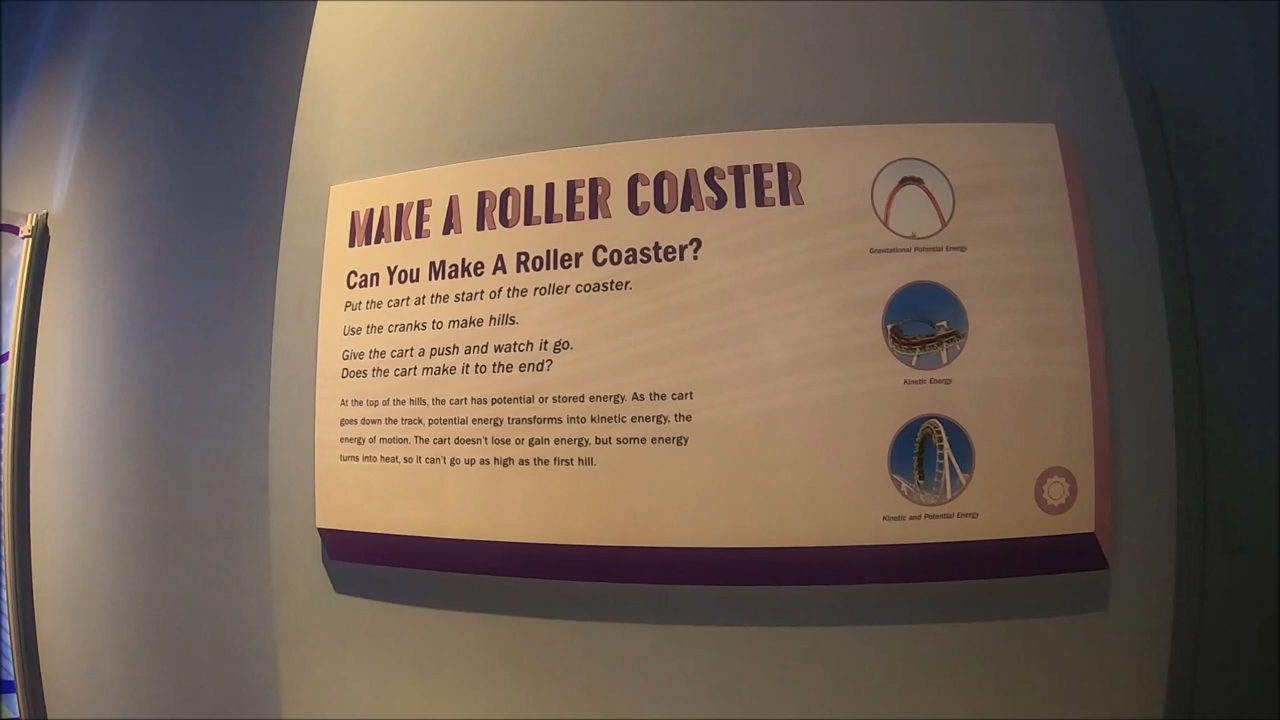 MAKE A ROLLER COASTER
Can You Make A Roller Coaster?
Put the cart at the start of the roller coaster.
Use the cranks to make hills.
Give the cart a push and watch it go.
Does the cart make it to the end?
At the top of the hills, the cart has potential or stored energy. As the cart
goes down the track, potential energy transforms into kinetic energy, the
energy of motion. The cart doesn't lose or gain energy, but some energy
turns into heat, so it can't go up as high as the first hill.
Gravitational Potential Energy
Kinetic Energy
Kinetic and Potential Energy